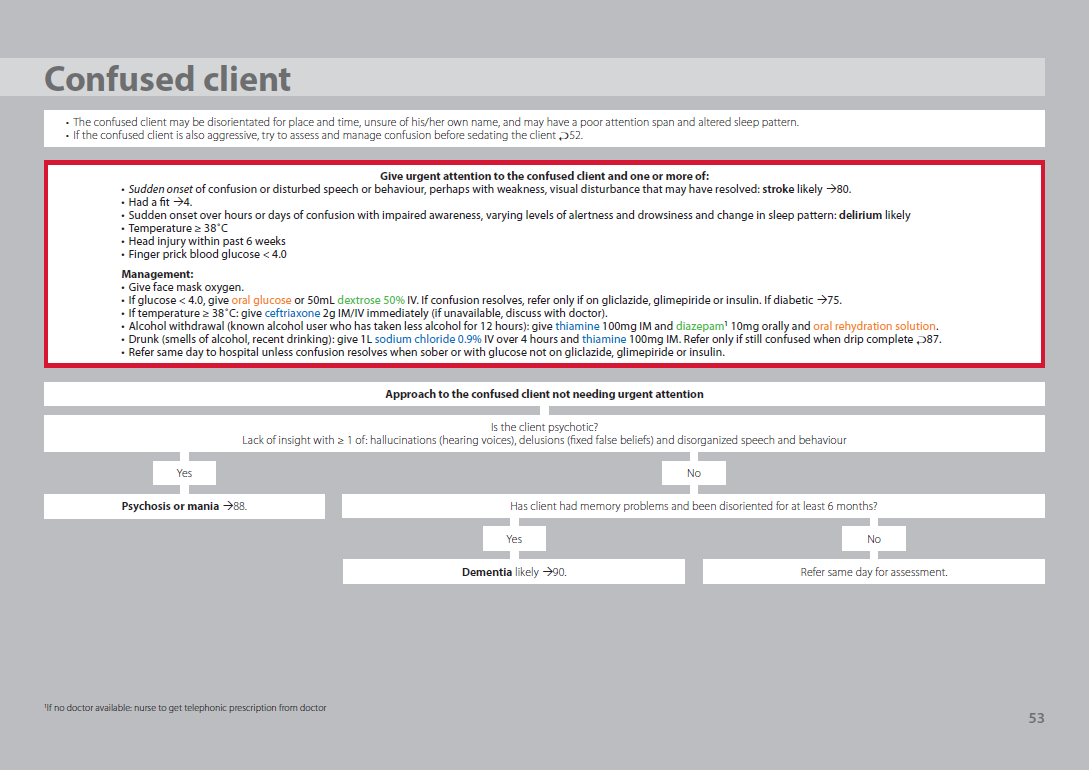 Confused client
• The confused client may be disorientated for place and time, unsure of his/her own name, and may have a poor attention span and altered sleep pattern.
• If the confused client is also aggressive, try to assess and manage confusion before sedating the client ⮌52.
Give urgent attention to the confused client and one or more of:
• Sudden onset of confusion or disturbed speech or behaviour, perhaps with weakness, visual disturbance that may have resolved: stroke likely →80.
• Had a fit →4.
• Sudden onset over hours or days of confusion with impaired awareness, varying levels of alertness and drowsiness and change in sleep pattern: delirium likely
• Temperature ≥ 38˚C
• Head injury within past 6 weeks
• Finger prick blood glucose < 4.0
Management:
• Give face mask oxygen.
• If glucose < 4.0, give oral glucose or 50mL dextrose 50% IV. If confusion resolves, refer only if on gliclazide, glimepiride or insulin. If diabetic →75.
• If temperature ≥ 38˚C: give ceftriaxone 2g IM/IV immediately (if unavailable, discuss with doctor).
• Alcohol withdrawal (known alcohol user who has taken less alcohol for 12 hours): give thiamine 100mg IM and diazepam¹ 10mg orally and oral rehydration solution.
• Drunk (smells of alcohol, recent drinking): give 1L sodium chloride 0.9% IV over 4 hours and thiamine 100mg IM. Refer only if still confused when drip complete ⮌87.
• Refer same day to hospital unless confusion resolves when sober or with glucose not on gliclazide, glimepiride or insulin.
Approach to the confused client not needing urgent attention
Is the client psychotic?
Lack of insight with ≥ 1 of: hallucinations (hearing voices), delusions (fixed false beliefs) and disorganized speech and behaviour
Yes
No
Psychosis or mania →88.
Has client had memory problems and been disoriented for at least 6 months?
Yes
No
Dementia likely →90.
Refer same day for assessment.
¹If no doctor available: nurse to get telephonic prescription from doctor
53